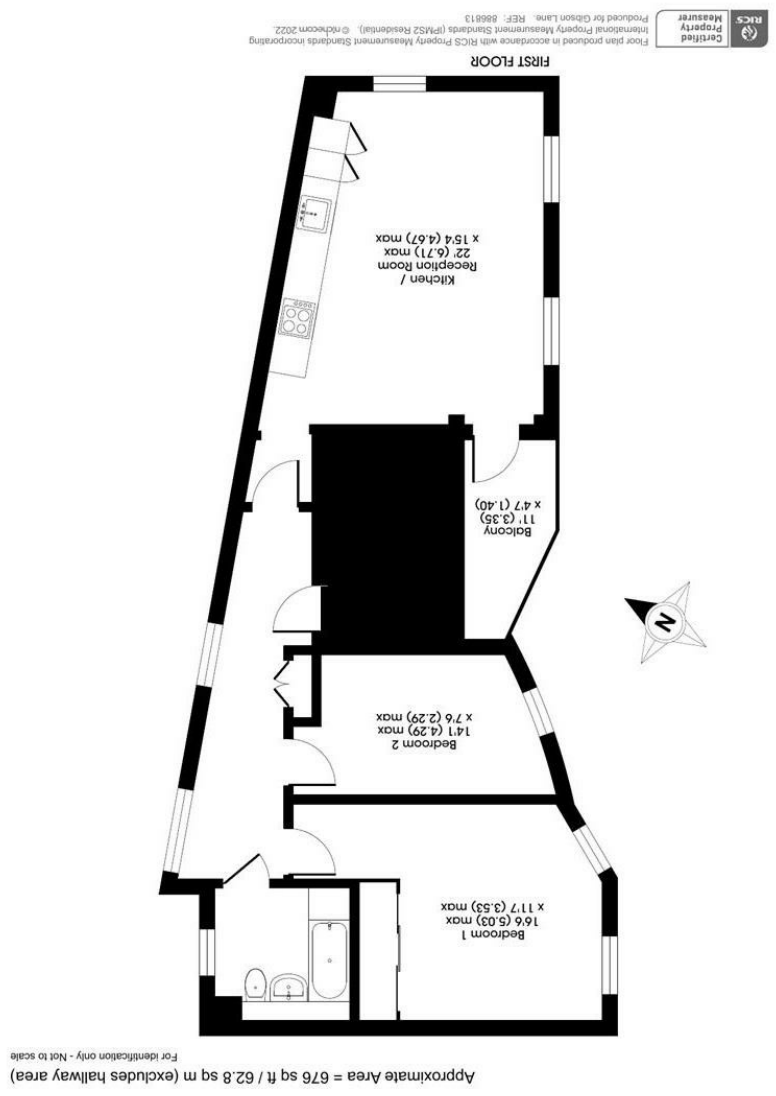 Approximate Area = 676 sq ft / 62.8 sq m (excludes hallway area)
For identification only - Not to scale
Bedroom 1
16'6 (5.03) max
x 11'7 (3.53) max
Bedroom 2
14'1 (4.29) max
x 7'6 (2.29) max
N
Balcony
11' (3.35)
x 4'7 (1.40)
Kitchen /
Reception Room
22' (6.71) max
x 15'4 (4.67) max
FIRST FLOOR
RICS
Certified
Property
Measurer
Floor plan produced in accordance with RICS Property Measurement Standards incorporating
International Property Measurement Standards (IPMS2 Residential). © nichecom 2022.
Produced for Gibson Lane. REF: 886813